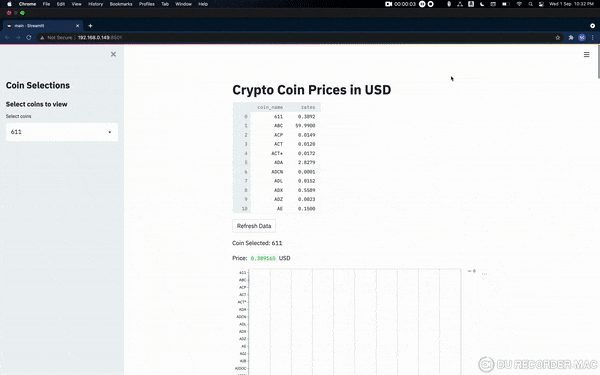 Chrome File Edit View History Bookmarks Profiles Tab Window Help 00:00:03 Wed 1 Sep 10:32 PM
main · Streamlit
Not Secure 192.168.0.149:8501
Coin Selections
Select coins to view
Select coins
611
Crypto Coin Prices in USD
coin_name rates
0 611 0.3892
1 ABC 59.9900
2 ACP 0.0149
3 ACT 0.0120
4 ACT* 0.0172
5 ADA 2.8279
6 ADCN 0.0001
7 ADL 0.0152
8 ADX 0.5589
9 ADZ 0.0023
10 AE 0.1500
Refresh Data
Coin Selected: 611
Price: 0.389165 USD
611
ABC
ACP
ACT
ACT*
ADA
ADCN
ADL
ADX
ADZ
AE
AGI
AIB
AIDOC
DU RECORDER MAC